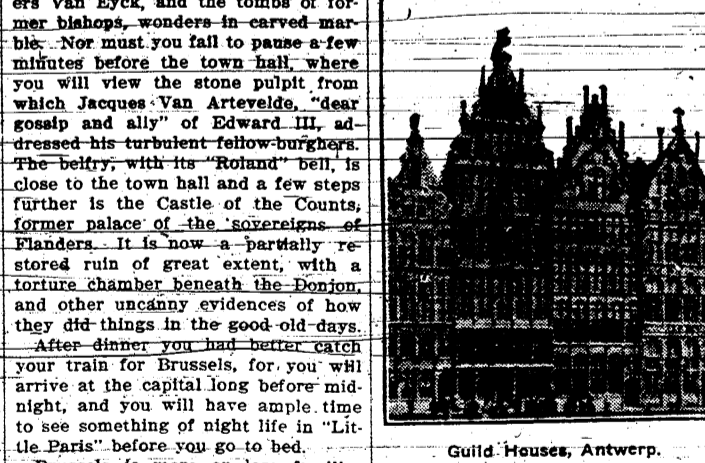 ers Van Eyck, and the tombs of for-
mer bishops, wonders in carved mar-
ble. Nor must you fail to pause a few
minutes before the town hall, where
you will view the stone pulpit from
which Jacques Van Artevelde, "dear
gossip and ally" of Edward III, ad-
dressed his turbulent fellow-burghers.
The belfry, with its "Roland" bell, is
close to the town hall and a few steps
further is the Castle of the Counts,
former palace of the sovereigns of
Flanders. It is now a partially re-
stored ruin of great extent, with a
torture chamber beneath the Donjon,
and other uncanny evidences of how
they did things in the good old days.
After dinner you had better catch
your train for Brussels, for you will
arrive at the capital long before mid-
night, and you will have ample time
to see something of night life in "Lit-
tle Paris" before you go to bed.
Guild Houses, Antwerp.